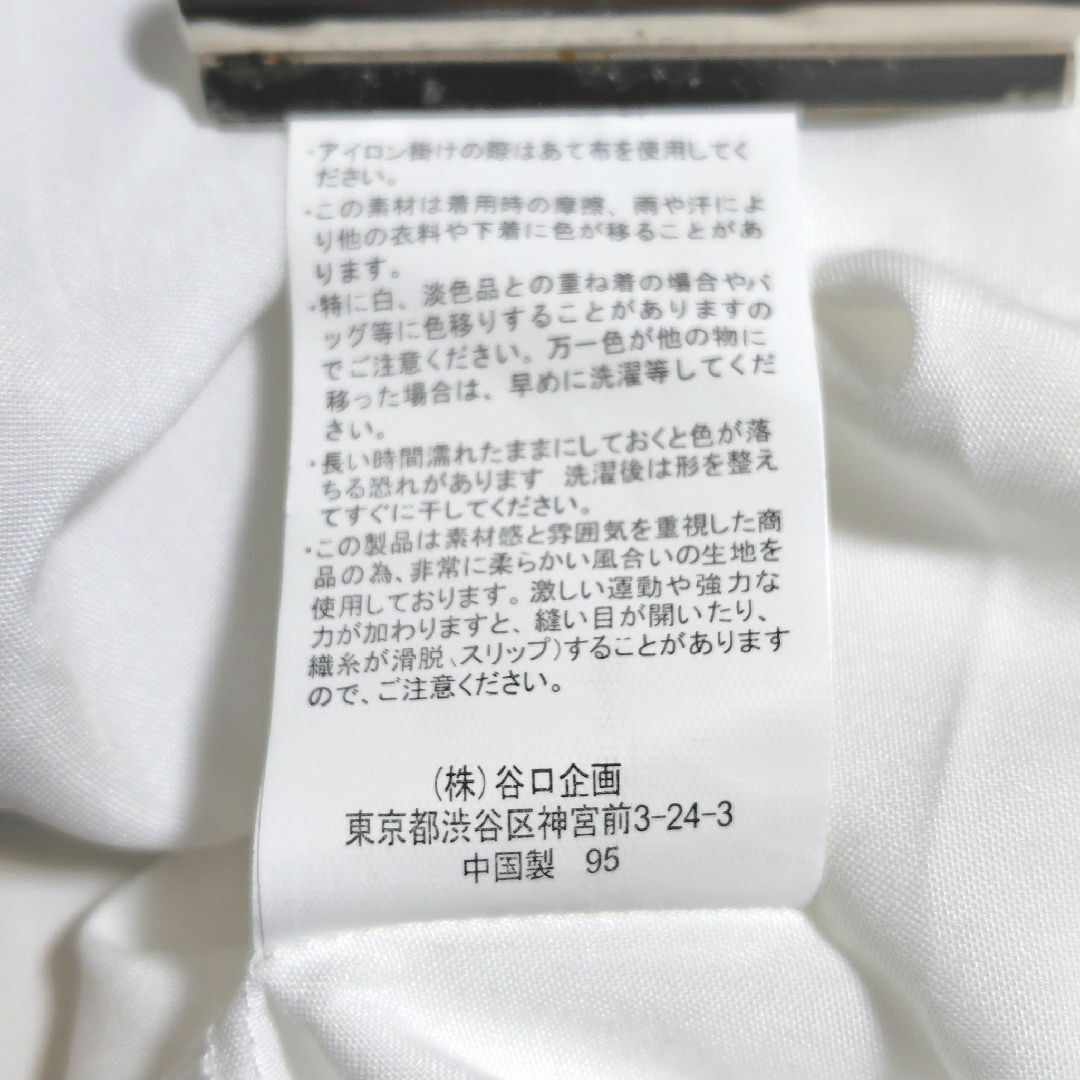 ・アイロン掛けの際はあて布を使用してく
ださい。
・この素材は着用時の摩擦、雨や汗によ
り他の衣料や下着に色が移ることがあ
ります。
・特に白、淡色品との重ね着の場合やバ
ッグ等に色移りすることがありますの
でご注意ください。万一色が他の物に
移った場合は、早めに洗濯等してくだ
さい。
・長い時間濡れたままにしておくと色が落
ちる恐れがあります 洗濯後は形を整え
てすぐに干してください。
・この製品は素材感と雰囲気を重視した商
品の為、非常に柔らかい風合いの生地を
使用しております。激しい運動や強力な
力が加わりますと、縫い目が開いたり、
織糸が滑脱、スリップ)することがあります
ので、ご注意ください。
(株)谷口企画
東京都渋谷区神宮前3-24-3
中国製 95